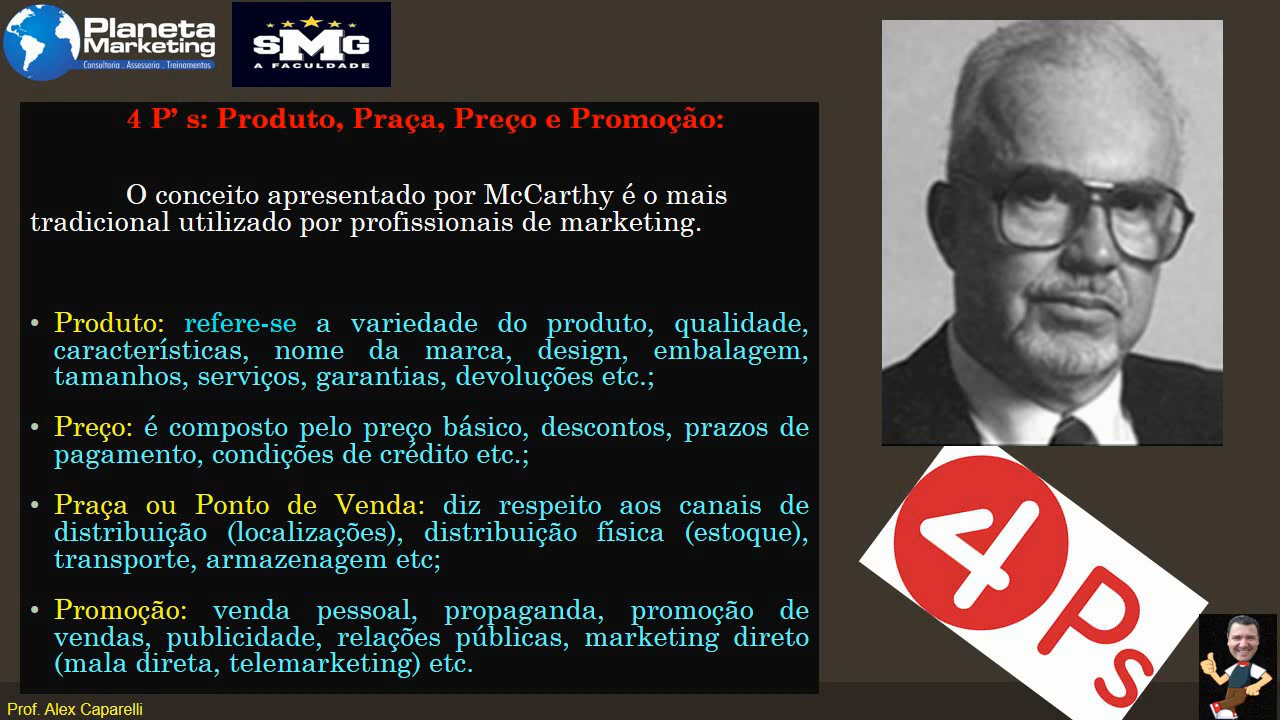 Planeta
Marketing
Consultoria . Assessoria . Treinamentos
SMG
A FACULDADE
4 P’ s: Produto, Praça, Preço e Promoção:
O conceito apresentado por McCarthy é o mais
tradicional utilizado por profissionais de marketing.
• Produto: refere-se a variedade do produto, qualidade,
características, nome da marca, design, embalagem,
tamanhos, serviços, garantias, devoluções etc.;
• Preço: é composto pelo preço básico, descontos, prazos de
pagamento, condições de crédito etc.;
• Praça ou Ponto de Venda: diz respeito aos canais de
distribuição (localizações), distribuição física (estoque),
transporte, armazenagem etc;
• Promoção: venda pessoal, propaganda, promoção de
vendas, publicidade, relações públicas, marketing direto
(mala direta, telemarketing) etc.
4 Ps
Prof. Alex Caparelli